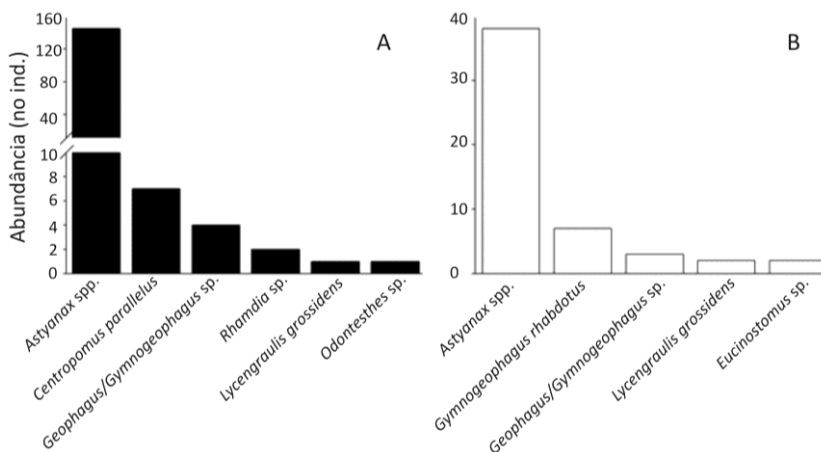 Abundância (no ind.)
160
120
80
40
10
8
6
4
2
0
A
Astyanax spp.
Centropomus parallelus
Geophagus/Gymnogeophagus sp.
Rhamdia sp.
Lycengraulis grossidens
Odontesthes sp.
40
30
20
10
0
B
Astyanax spp.
Gymnogeophagus rhabdotus
Geophagus/Gymnogeophagus sp.
Lycengraulis grossidens
Eucinostomus sp.